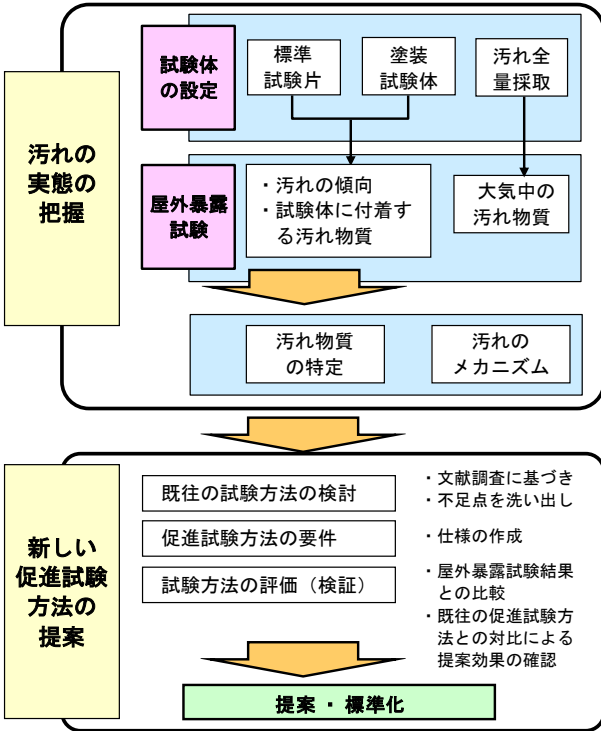 汚れの
実態の
把握
試験体
の設定
標準
試験片
塗装
試験体
汚れ全
量採取
屋外暴露
試験
・汚れの傾向
・試験体に付着す
る汚れ物質
大気中の
汚れ物質
汚れ物質
の特定
汚れの
メカニズム
新しい
促進試験
方法の
提案
既往の試験方法の検討
・文献調査に基づき
・不足点を洗い出し
促進試験方法の要件
・仕様の作成
試験方法の評価（検証）
・屋外暴露試験結果
との比較
・既往の促進試験方
法との対比による
提案効果の確認
提案 ・ 標準化